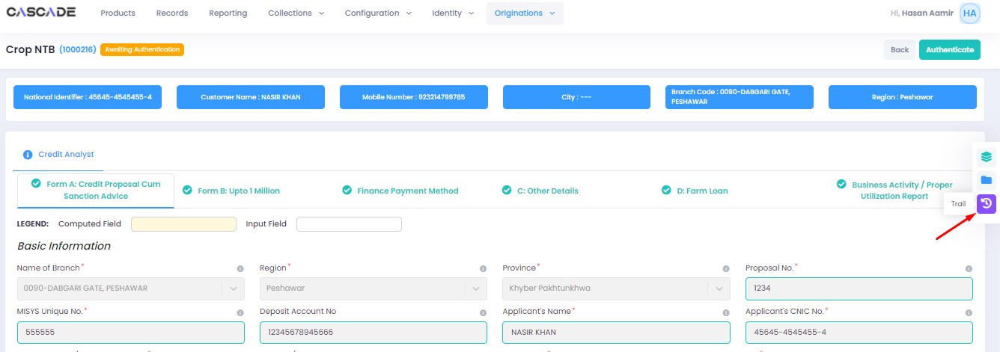 CASCADE Products Records Reporting Collections Configuration Identity Originations Hi, Hasan Aamir HA
Crop NTB (1000216) Awaiting Authentication Back Authenticate
National Identifier : 45645-4545455-4 Customer Name : NASIR KHAN Mobile Number : 923214799785 City : --- Branch Code : 0090-DABGARI GATE, PESHAWAR Region : Peshawar
Credit Analyst
Form A: Credit Proposal Cum Sanction Advice Form B: Upto 1 Million Finance Payment Method C: Other Details D: Farm Loan Business Activity / Proper Utilization Report
Trail
LEGEND: Computed Field Input Field
Basic Information
Name of Branch * Region * Province * Proposal No. *
0090-DABGARI GATE, PESHAWAR Peshawar Khyber Pakhtunkhwa 1234
MISYS Unique No. * Deposit Account No Applicant's Name * Applicant's CNIC No. *
555555 12345678945666 NASIR KHAN 45645-4545455-4